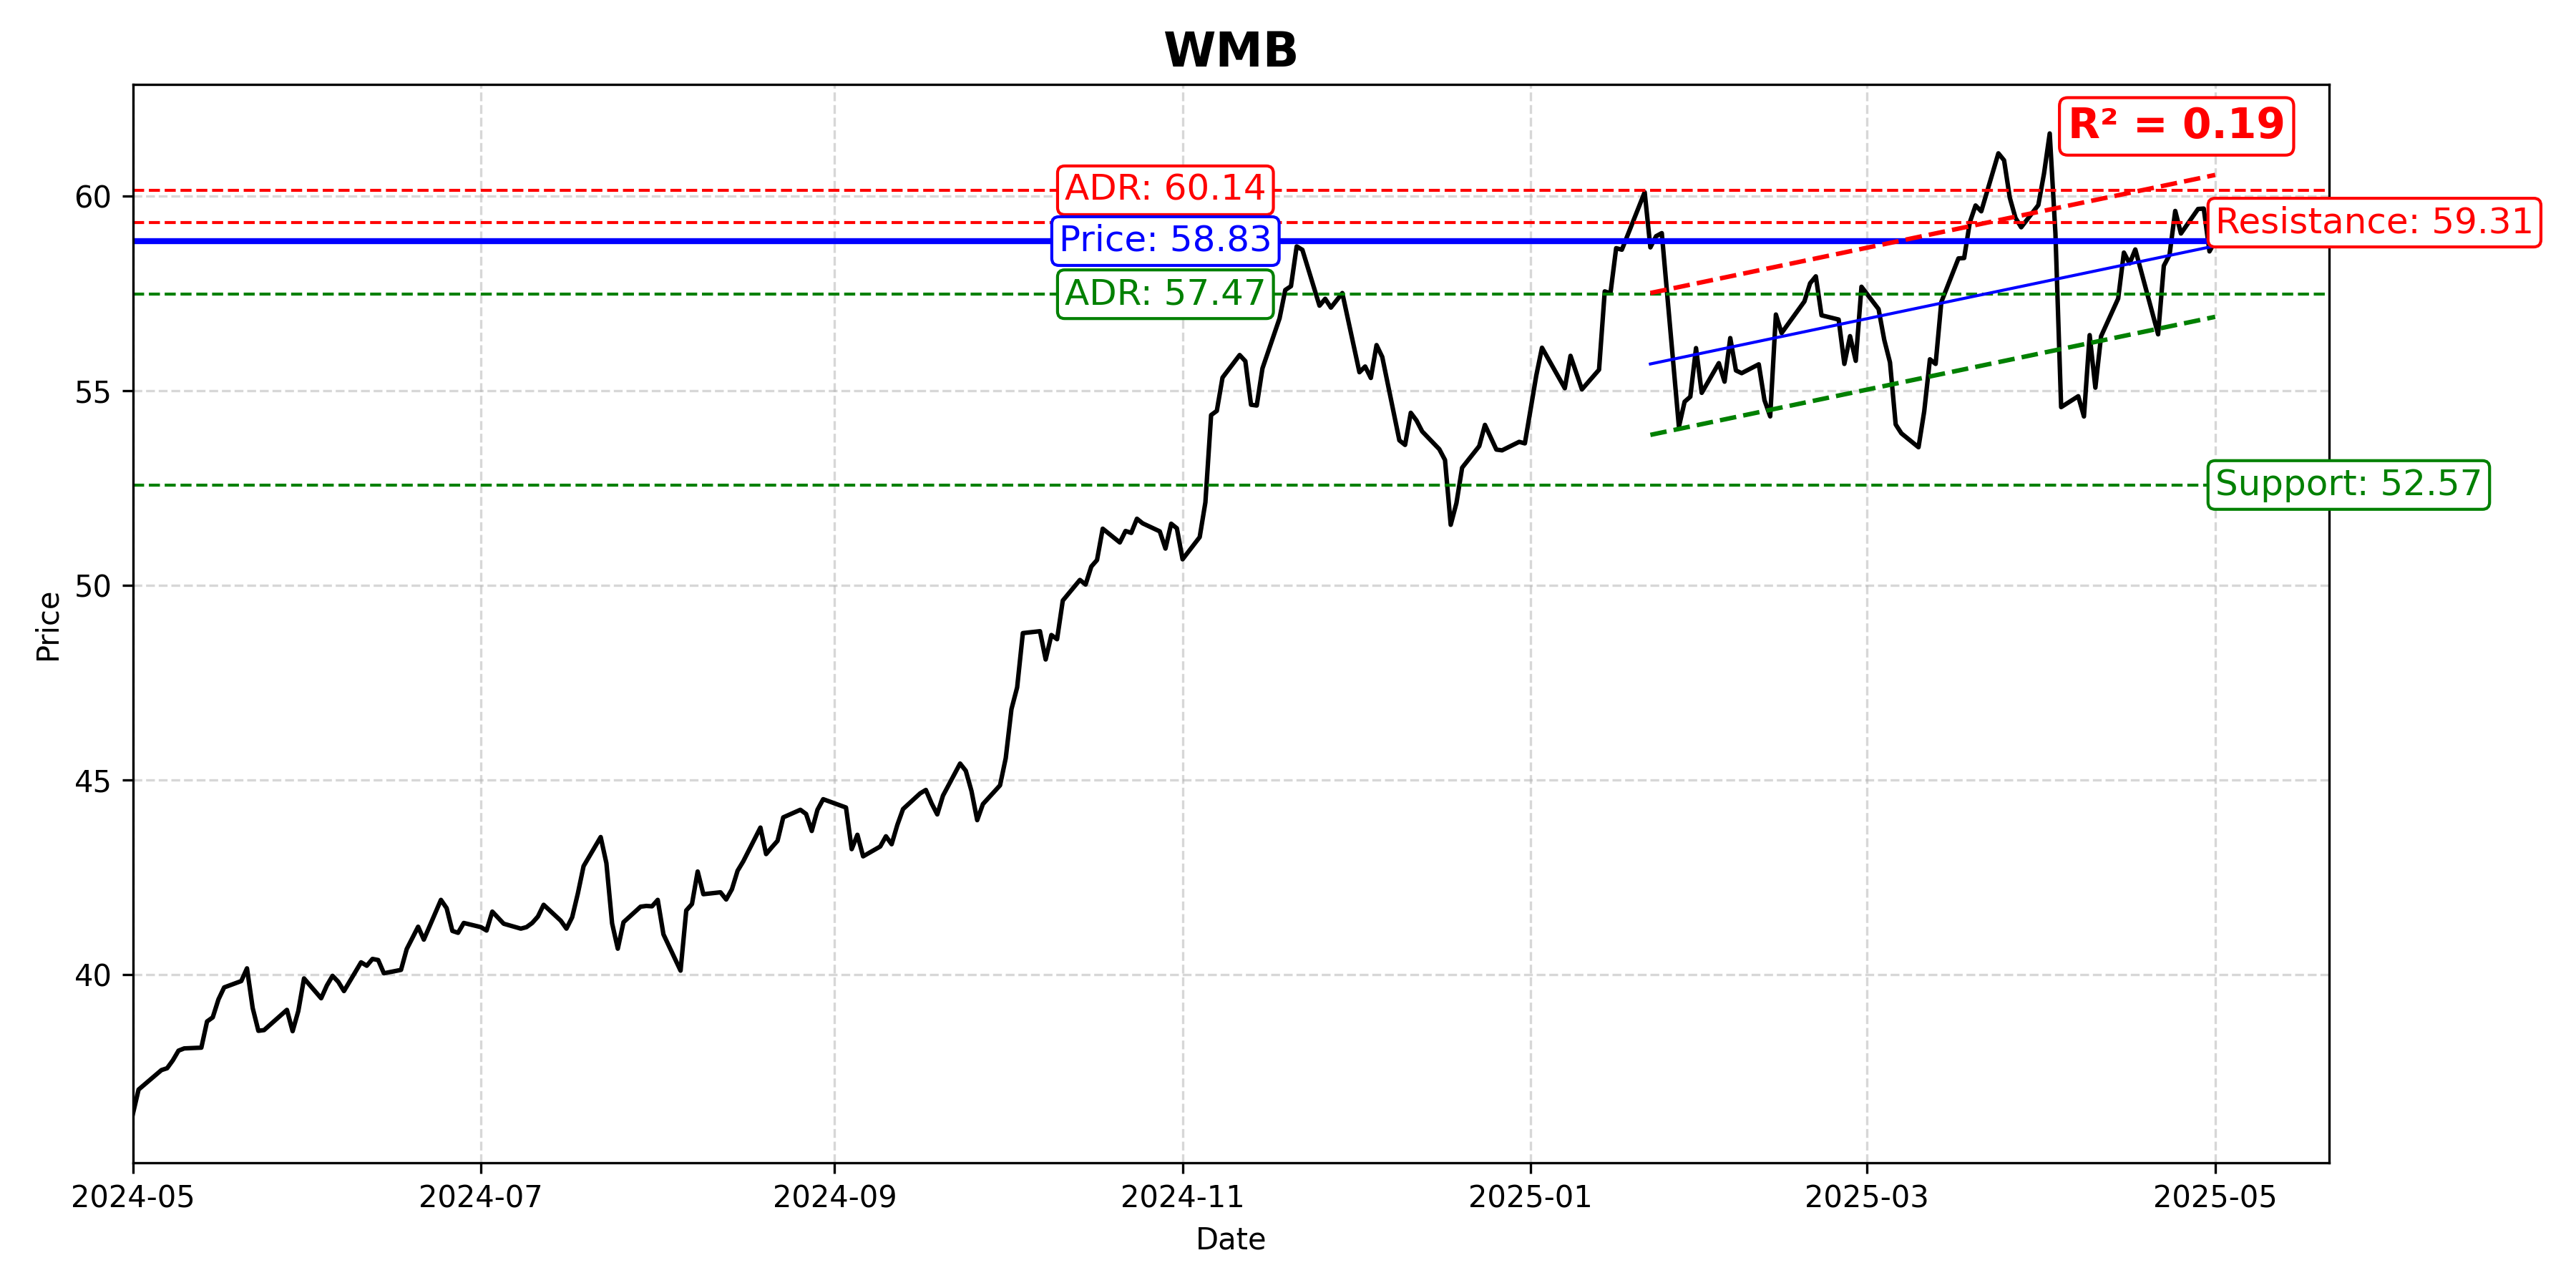 WMB
R² = 0.19
ADR: 60.14
Resistance: 59.31
Price: 58.83
ADR: 57.47
Support: 52.57
60
55
50
45
40
Price
2024-05
2024-07
2024-09
2024-11
2025-01
2025-03
2025-05
Date